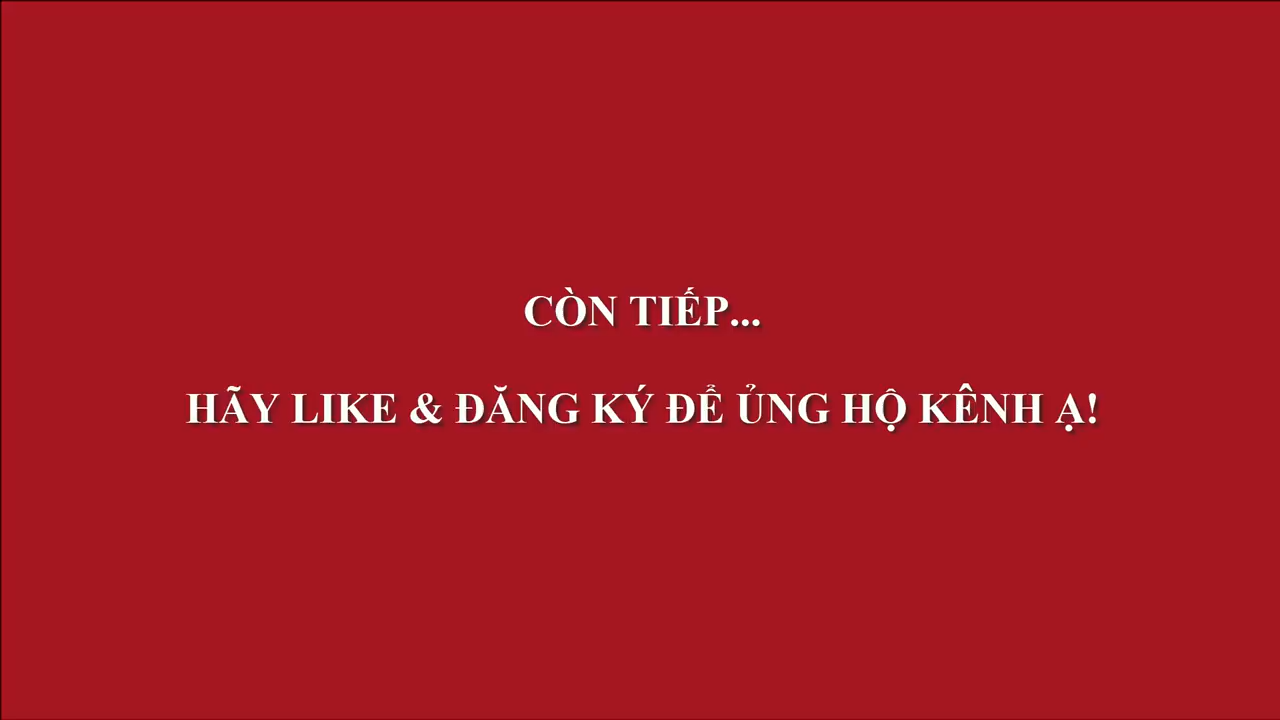 CÒN TIẾP...
HÃY LIKE & ĐĂNG KÝ ĐỂ ỦNG HỘ KÊNH Ạ!